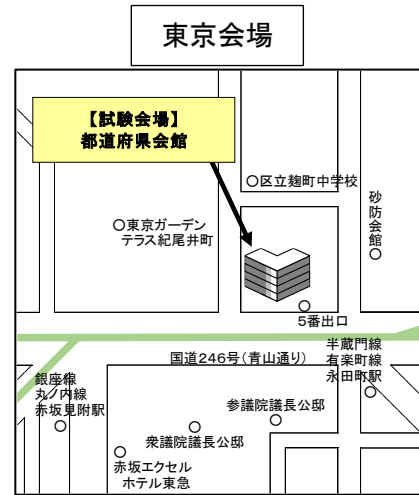 東京会場
【試験会場】
都道府県会館
○区立麹町中学校
砂防会館○
○東京ガーデン
テラス紀尾井町
○
5番出口
半蔵門線
有楽町線
永田町駅
○
国道246号(青山通り)
銀座線
丸ノ内線
赤坂見附駅
○
参議院議長公邸
○
○
衆議院議長公邸
○
赤坂エクセル
ホテル東急